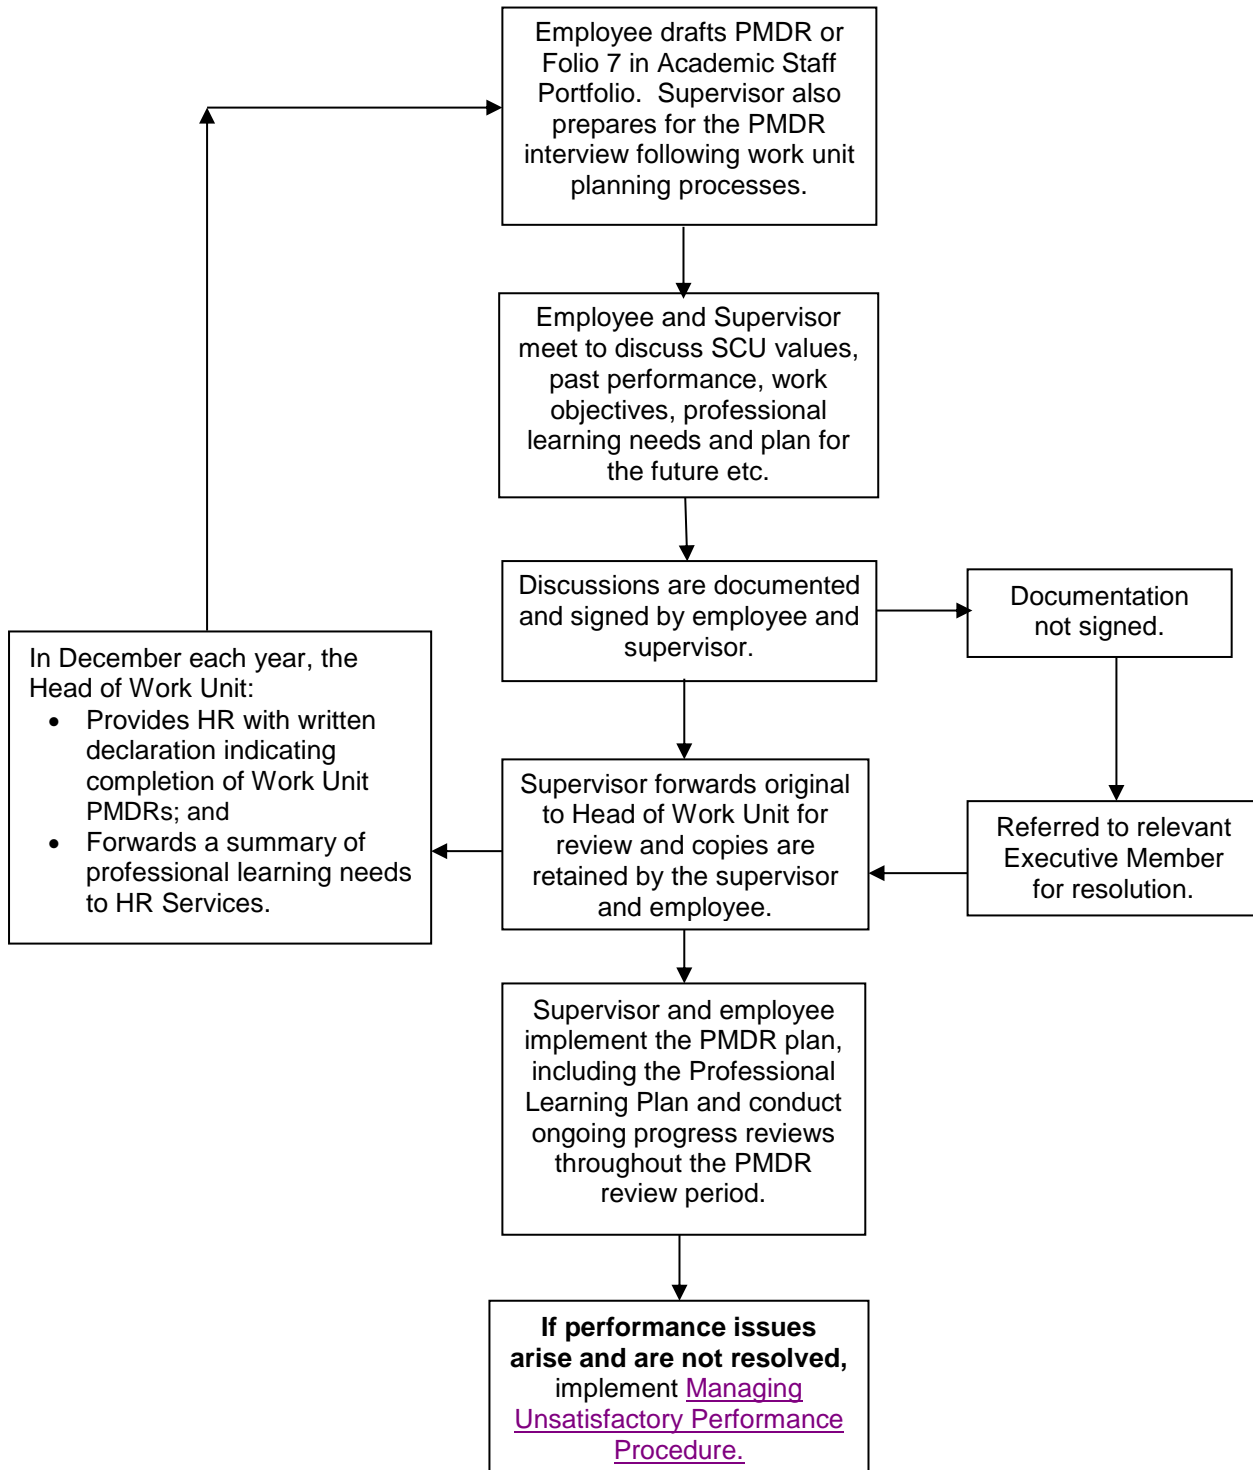 Employee drafts PMDR or
Folio 7 in Academic Staff
Portfolio.  Supervisor also
prepares for the PMDR
interview following work unit
planning processes.
Employee and Supervisor
meet to discuss SCU values,
past performance, work
objectives, professional
learning needs and plan for
the future etc.
Discussions are documented
and signed by employee and
supervisor.
Documentation
not signed.
In December each year, the
Head of Work Unit:
• Provides HR with written
declaration indicating
completion of Work Unit
PMDRs; and
• Forwards a summary of
professional learning needs
to HR Services.
Supervisor forwards original
to Head of Work Unit for
review and copies are
retained by the supervisor
and employee.
Referred to relevant
Executive Member
for resolution.
Supervisor and employee
implement the PMDR plan,
including the Professional
Learning Plan and conduct
ongoing progress reviews
throughout the PMDR
review period.
If performance issues
arise and are not resolved,
implement Managing
Unsatisfactory Performance
Procedure.